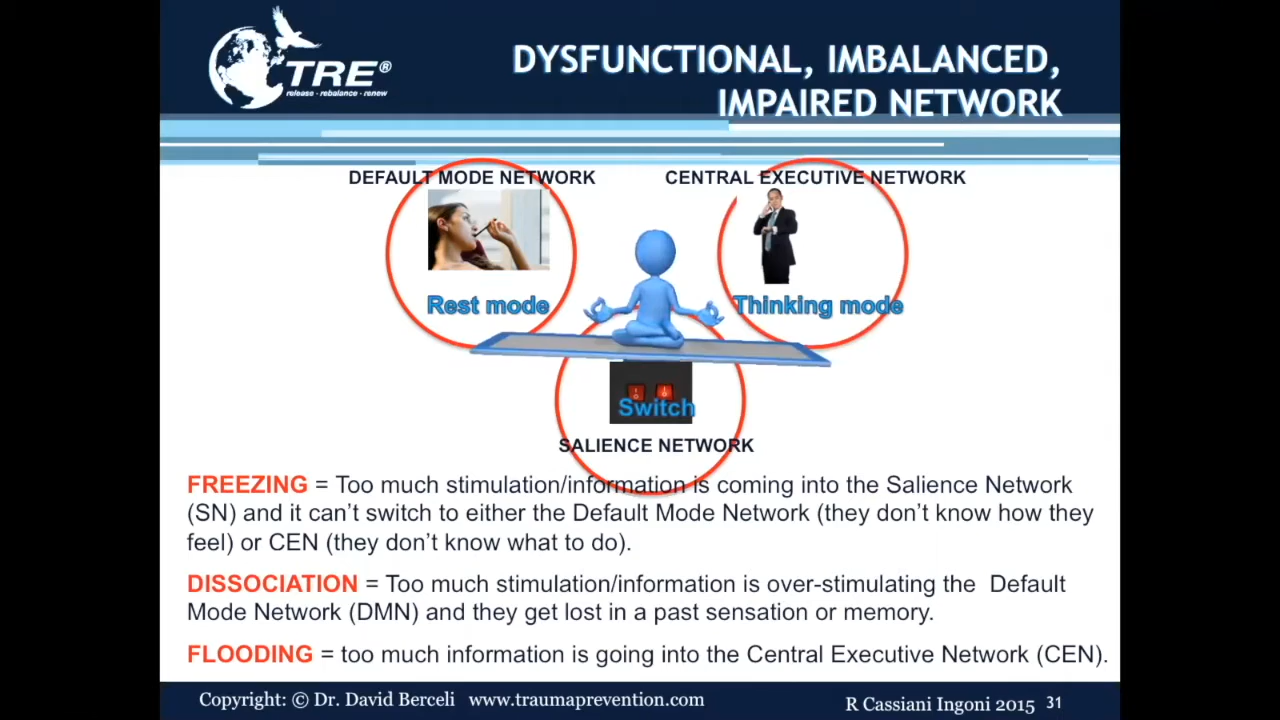 TRE®
release - rebalance - renew
DYSFUNCTIONAL, IMBALANCED,
IMPAIRED NETWORK
DEFAULT MODE NETWORK
CENTRAL EXECUTIVE NETWORK
Rest mode
Thinking mode
Switch
SALIENCE NETWORK
FREEZING = Too much stimulation/information is coming into the Salience Network
(SN) and it can’t switch to either the Default Mode Network (they don’t know how they
feel) or CEN (they don’t know what to do).
DISSOCIATION = Too much stimulation/information is over-stimulating the  Default
Mode Network (DMN) and they get lost in a past sensation or memory.
FLOODING = too much information is going into the Central Executive Network (CEN).
Copyright: © Dr. David Berceli   www.traumaprevention.com
R Cassiani Ingoni 2015  31